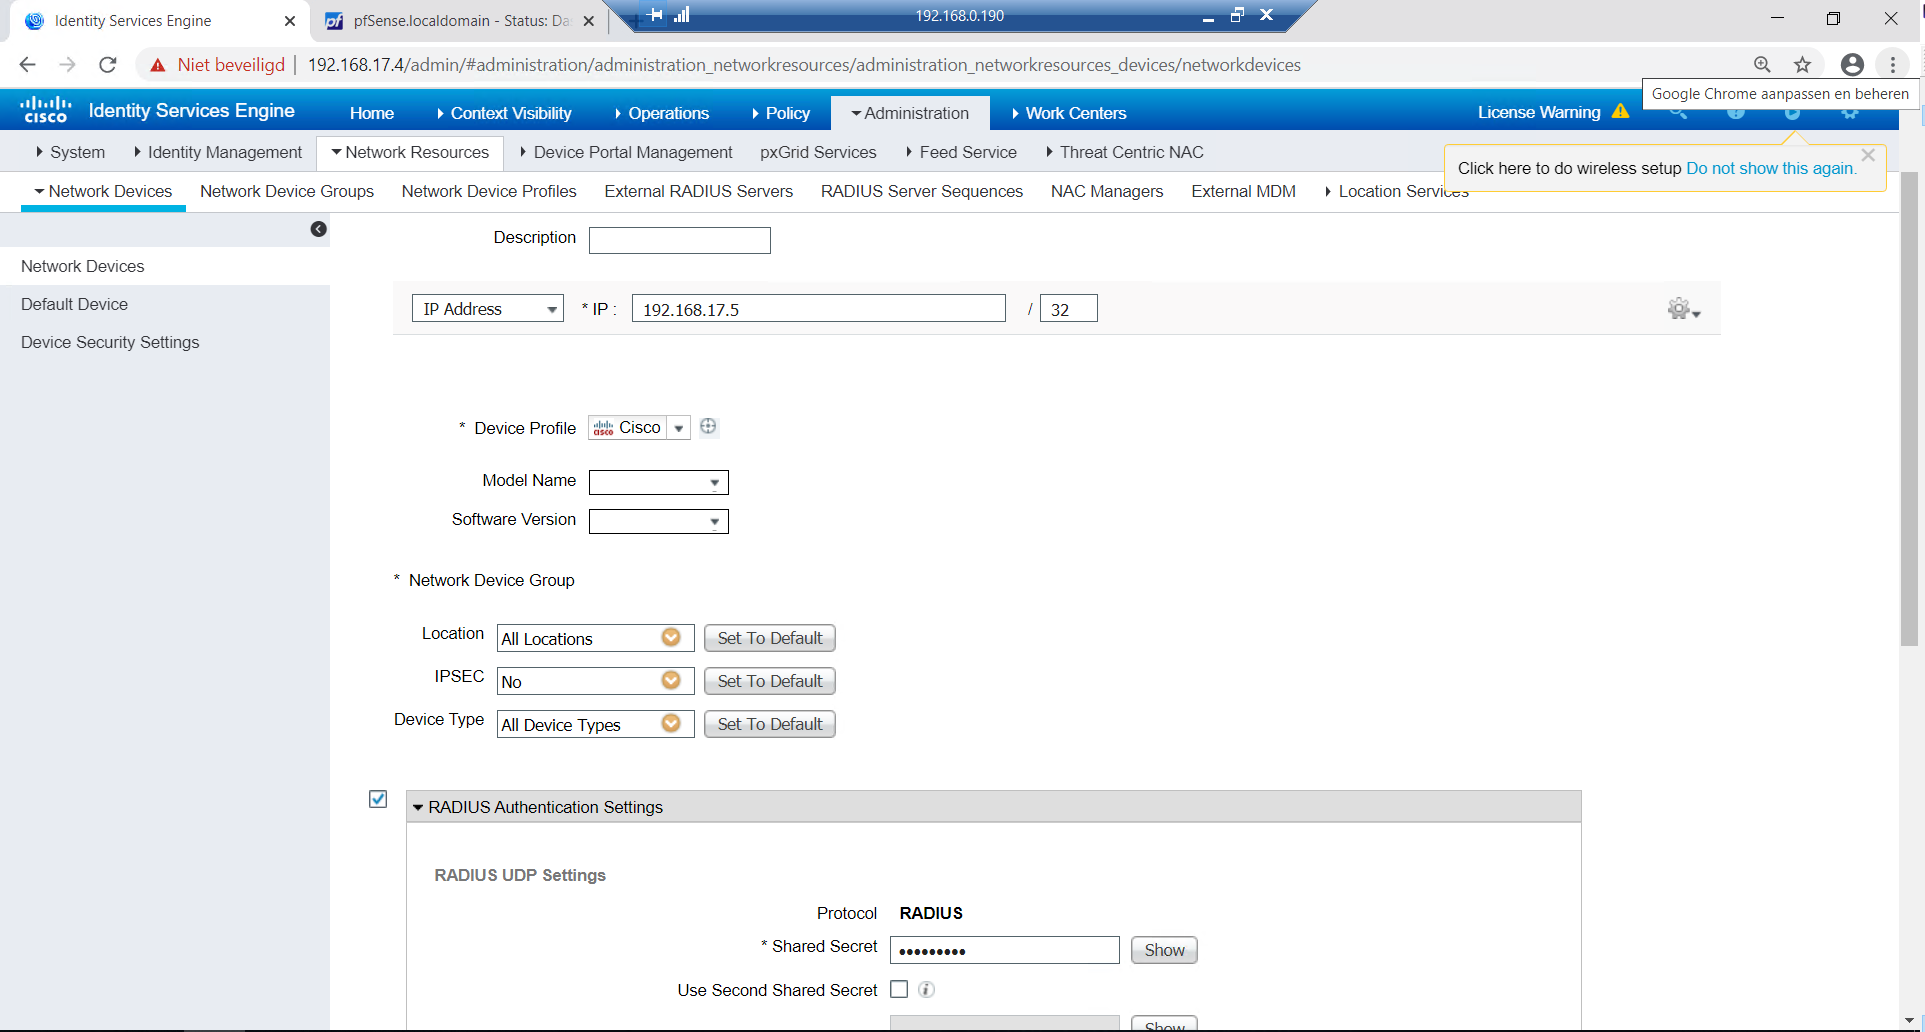 Identity Services Engine
pfSense.localdomain - Status: Da
192.168.0.190
Niet beveiligd
192.168.17.4/admin/#administration/administration_networkresources/administration_networkresources_devices/networkdevices
Google Chrome aanpassen en beheren
cisco
Identity Services Engine
Home
Context Visibility
Operations
Policy
Administration
Work Centers
License Warning
System
Identity Management
Network Resources
Device Portal Management
pxGrid Services
Feed Service
Threat Centric NAC
Click here to do wireless setup Do not show this again.
Network Devices
Network Device Groups
Network Device Profiles
External RADIUS Servers
RADIUS Server Sequences
NAC Managers
External MDM
Location Services
Network Devices
Default Device
Device Security Settings
Description
IP Address
* IP :
192.168.17.5
/
32
* Device Profile
cisco
Cisco
Model Name
Software Version
* Network Device Group
Location
All Locations
Set To Default
IPSEC
No
Set To Default
Device Type
All Device Types
Set To Default
RADIUS Authentication Settings
RADIUS UDP Settings
Protocol
RADIUS
* Shared Secret
•••••••••
Show
Use Second Shared Secret
Show